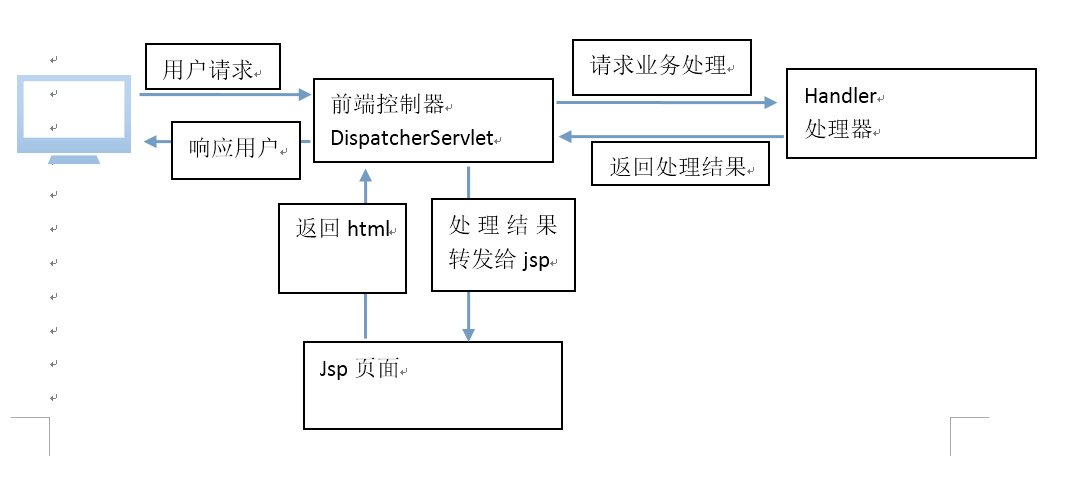 用户请求
请求业务处理
前端控制器
DispatcherServlet
Handler
处理器
响应用户
返回处理结果
返回 html
处理结果
转发给 jsp
Jsp 页面